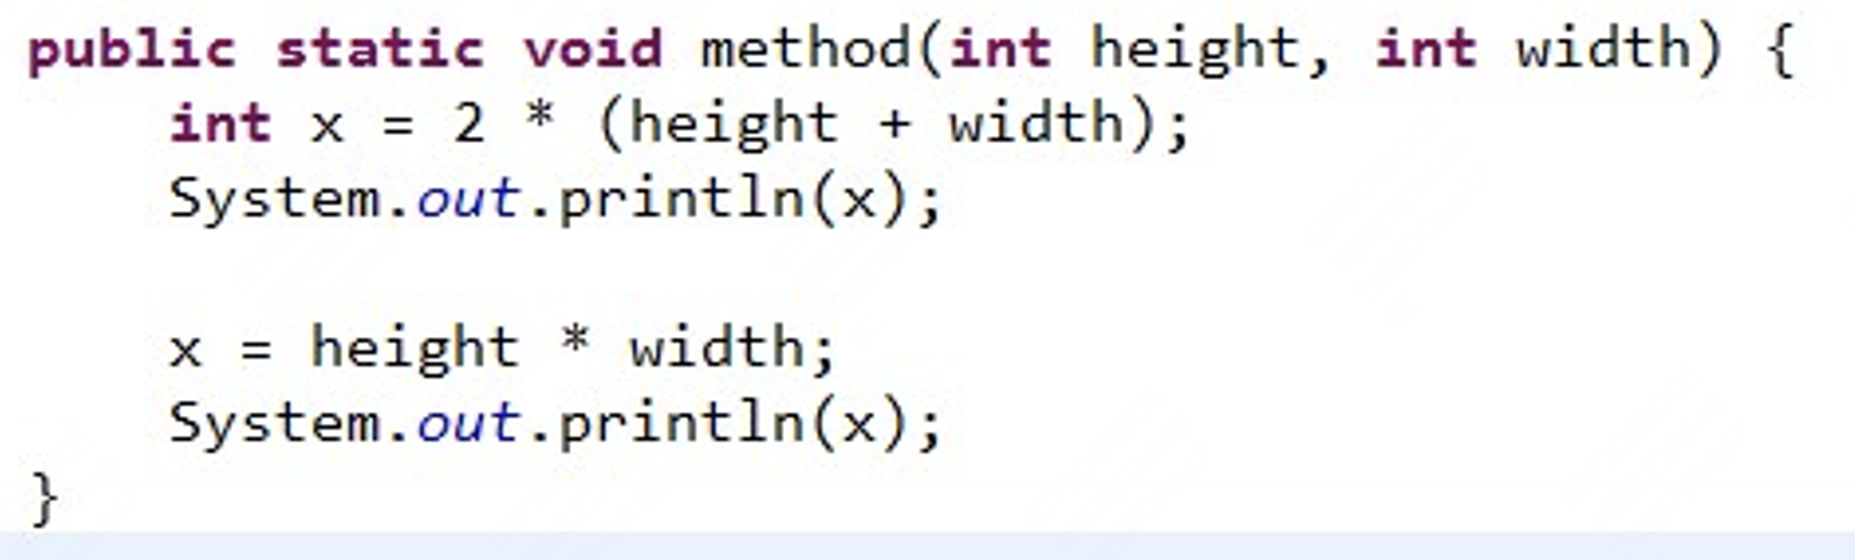 public static void method(int height, int width) {
int x = 2 * (height + width);
System.out.println(x);
x = height * width;
System.out.println(x);
}